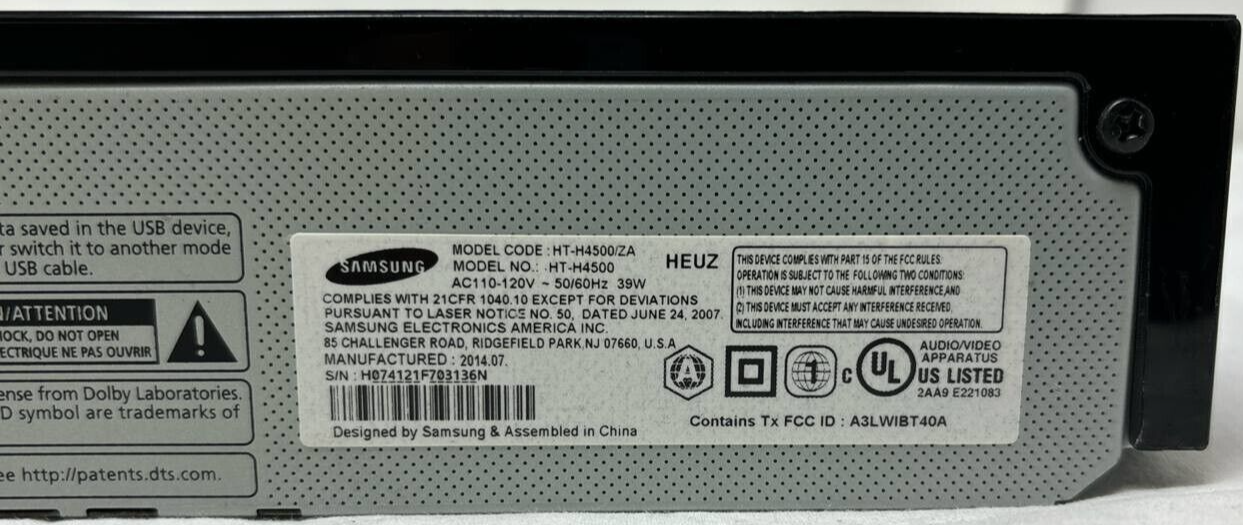 ta saved in the USB device,
switch it to another mode
USB cable.
/ATTENTION
OCK, DO NOT OPEN
ECTRIQUE NE PAS OUVRIR
ense from Dolby Laboratories.
D symbol are trademarks of
ee http://patents.dts.com.
SAMSUNG
MODEL CODE : HT-H4500/ZA
MODEL NO.: HT-H4500
AC110-120V ~ 50/60Hz 39W
HEUZ
COMPLIES WITH 21CFR 1040.10 EXCEPT FOR DEVIATIONS
PURSUANT TO LASER NOTICE NO. 50, DATED JUNE 24, 2007.
SAMSUNG ELECTRONICS AMERICA INC.
85 CHALLENGER ROAD, RIDGEFIELD PARK,NJ 07660, U.S.A
MANUFACTURED : 2014.07.
S/N : H074121F703136N
Designed by Samsung & Assembled in China
THIS DEVICE COMPLIES WITH PART 15 OF THE FCC RULES.
OPERATION IS SUBJECT TO THE FOLLOWING TWO CONDITIONS:
(1) THIS DEVICE MAY NOT CAUSE HARMFUL INTERFERENCE,AND
(2) THIS DEVICE MUST ACCEPT ANY INTERFERENCE RECEIVED,
INCLUDING INTERFERENCE THAT MAY CAUSE UNDESIRED OPERATION.
A
1
C UL
AUDIO/VIDEO
APPARATUS
US LISTED
2AA9 E221083
Contains Tx FCC ID : A3LWIBT40A